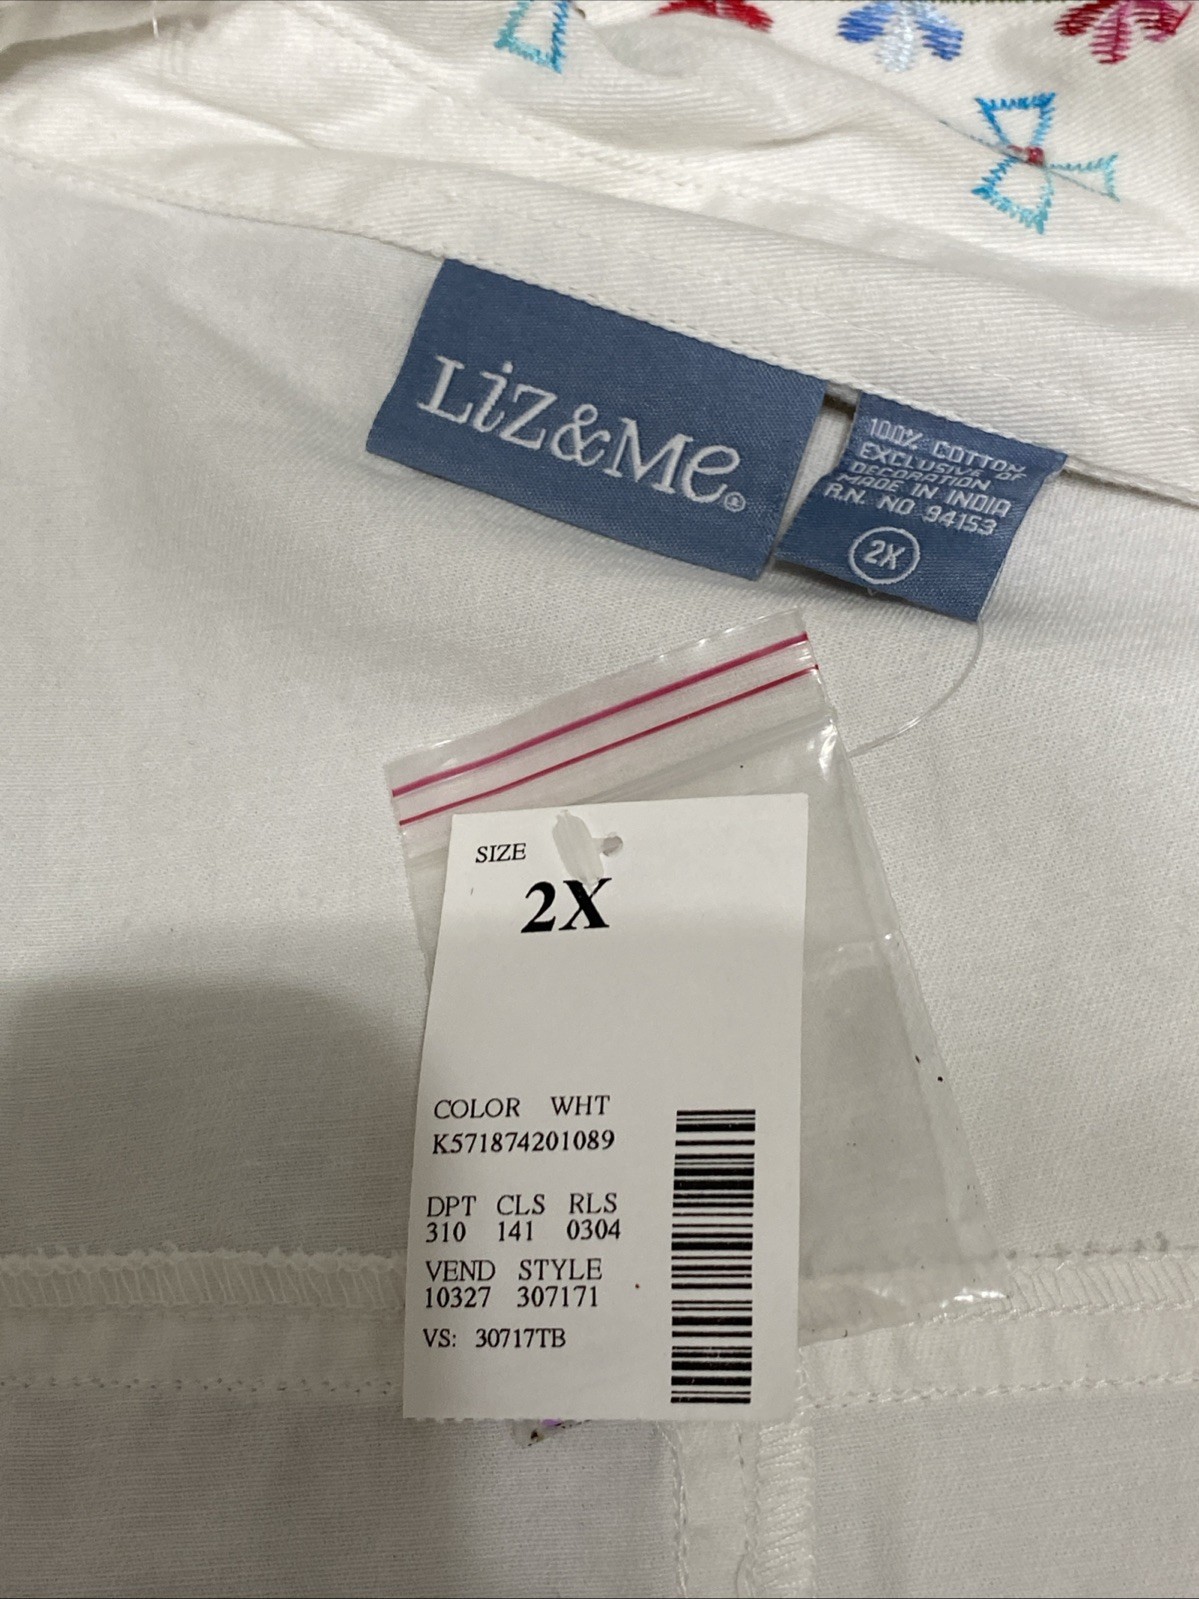 Liz&Me®
100% COTTON
EXCLUSIVE OF
DECORATION
MADE IN INDIA
R.N. NO 94153
2X
SIZE
2X
COLOR WHT
K571874201089
DPT CLS RLS
310 141 0304
VEND STYLE
10327 307171
VS: 30717TB